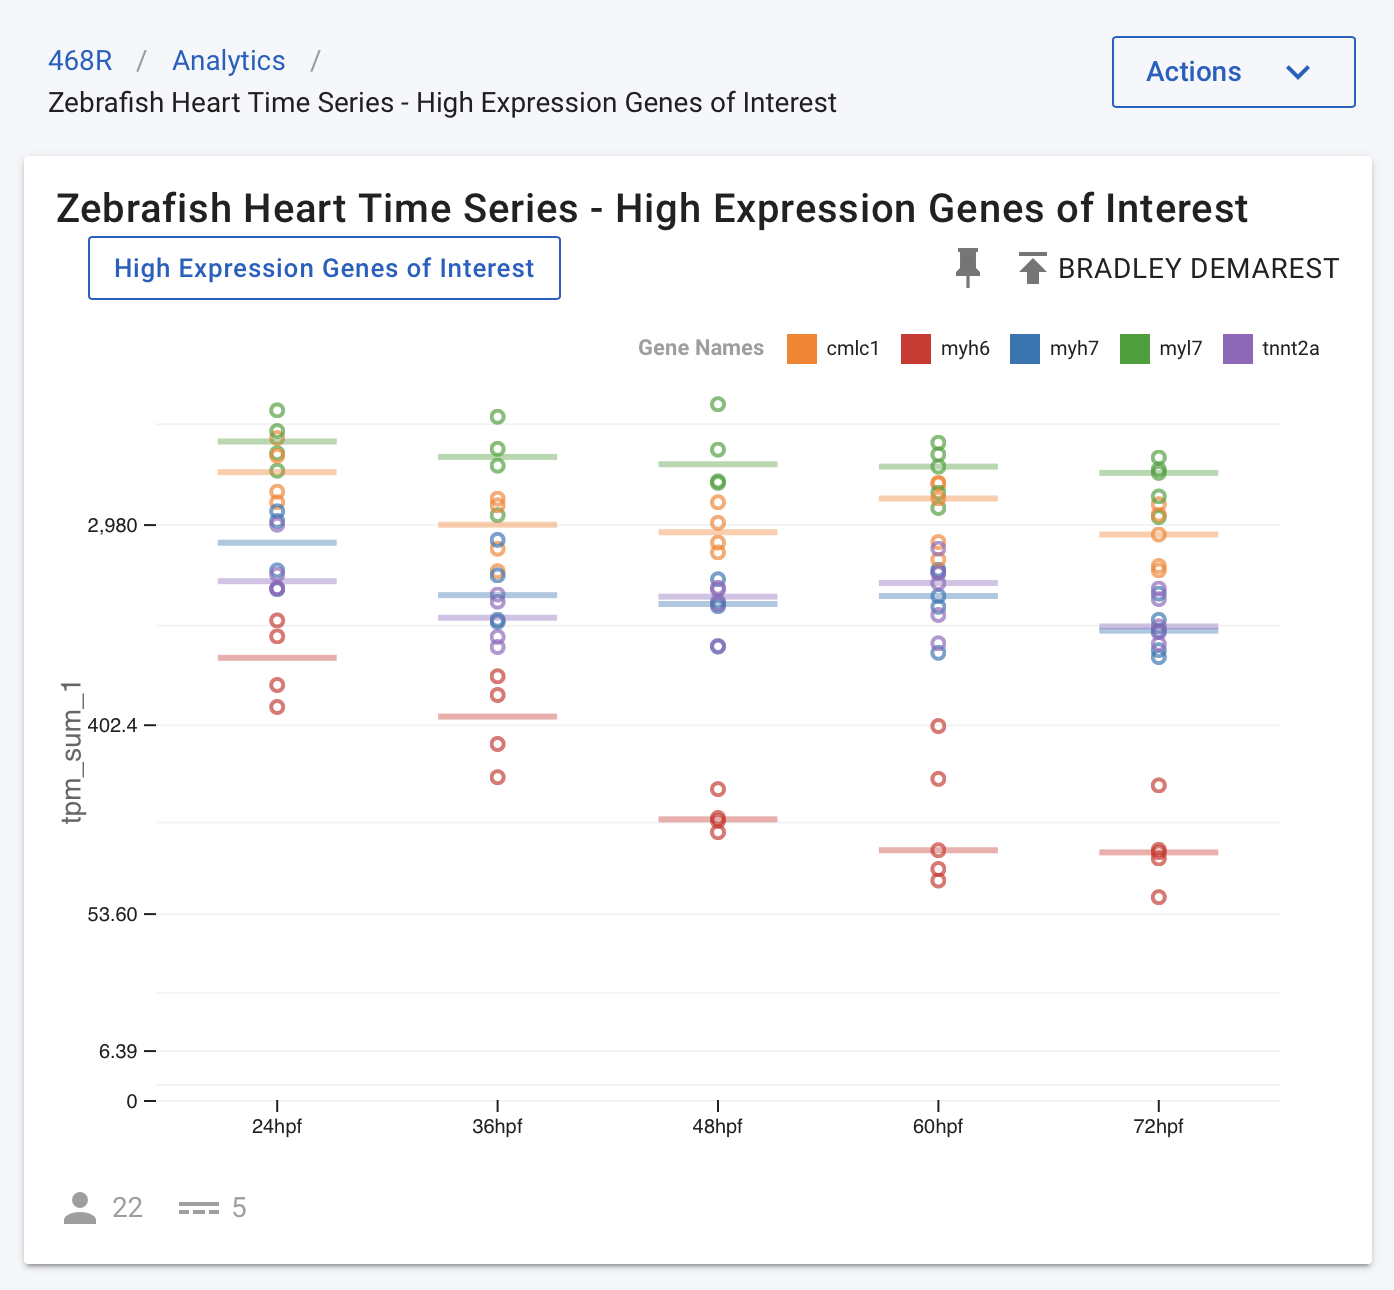 468R / Analytics /
Zebrafish Heart Time Series - High Expression Genes of Interest
Actions
Zebrafish Heart Time Series - High Expression Genes of Interest
High Expression Genes of Interest
BRADLEY DEMAREST
Gene Names cmlc1 myh6 myh7 myl7 tnnt2a
tpm_sum_1
2,980
402.4
53.60
6.39
0
24hpf 36hpf 48hpf 60hpf 72hpf
22 5